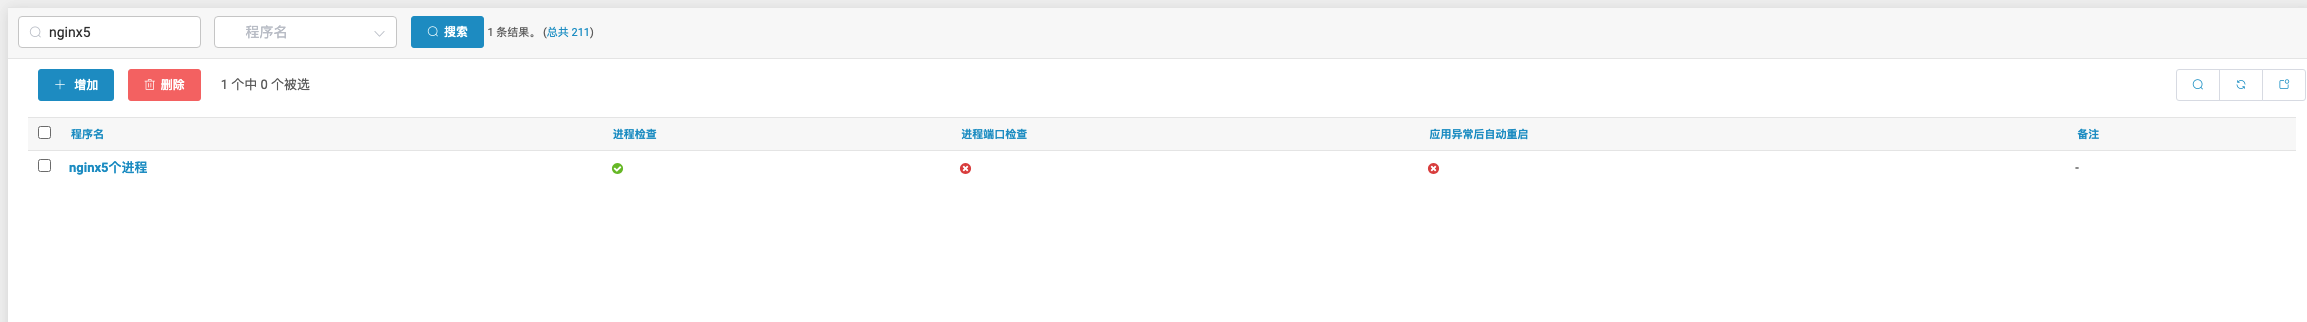 nginx5 程序名 搜索 1 条结果。 (总共 211)
增加 删除 1 个中 0 个被选
程序名 进程检查 进程端口检查 应用异常后自动重启 备注
nginx5个进程 -